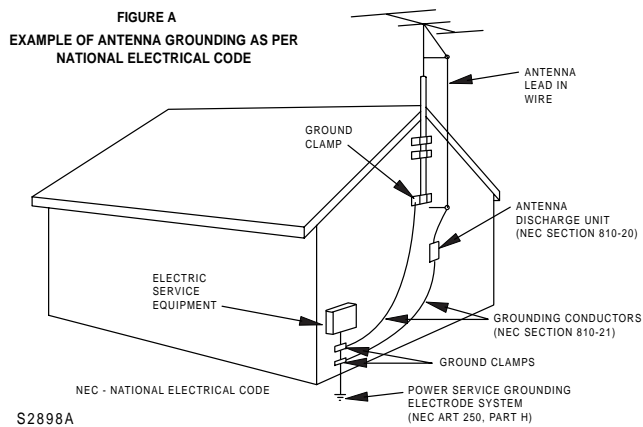 FIGURE A
EXAMPLE OF ANTENNA GROUNDING AS PER
NATIONAL ELECTRICAL CODE
ANTENNA
LEAD IN
WIRE
GROUND
CLAMP
ANTENNA
DISCHARGE UNIT
(NEC SECTION 810-20)
ELECTRIC
SERVICE
EQUIPMENT
GROUNDING CONDUCTORS
(NEC SECTION 810-21)
GROUND CLAMPS
NEC - NATIONAL ELECTRICAL CODE
POWER SERVICE GROUNDING
ELECTRODE SYSTEM
(NEC ART 250, PART H)
S2898A